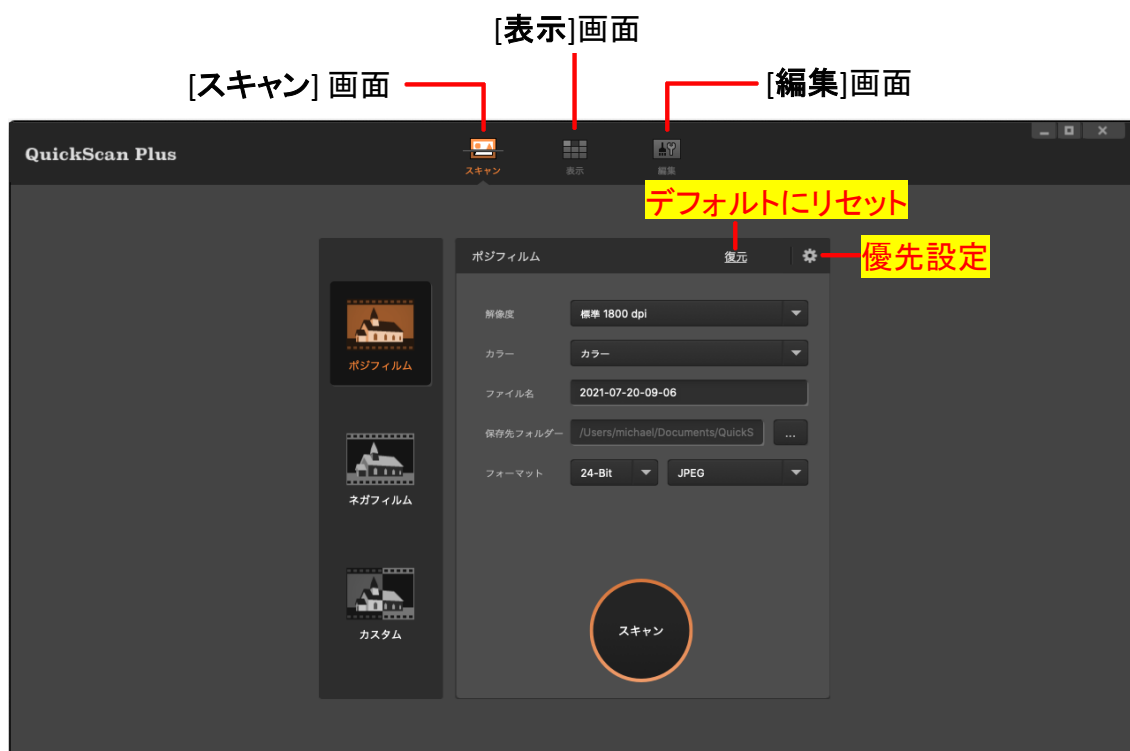 [表示]画面
[スキャン] 画面
[編集]画面
QuickScan Plus
スキャン
表示
編集
デフォルトにリセット
ポジフィルム
復元
優先設定
解像度
標準 1800 dpi
カラー
カラー
ファイル名
2021-07-20-09-06
保存先フォルダー
/Users/michael/Documents/QuickS
...
フォーマット
24-Bit
JPEG
ポジフィルム
ネガフィルム
カスタム
スキャン